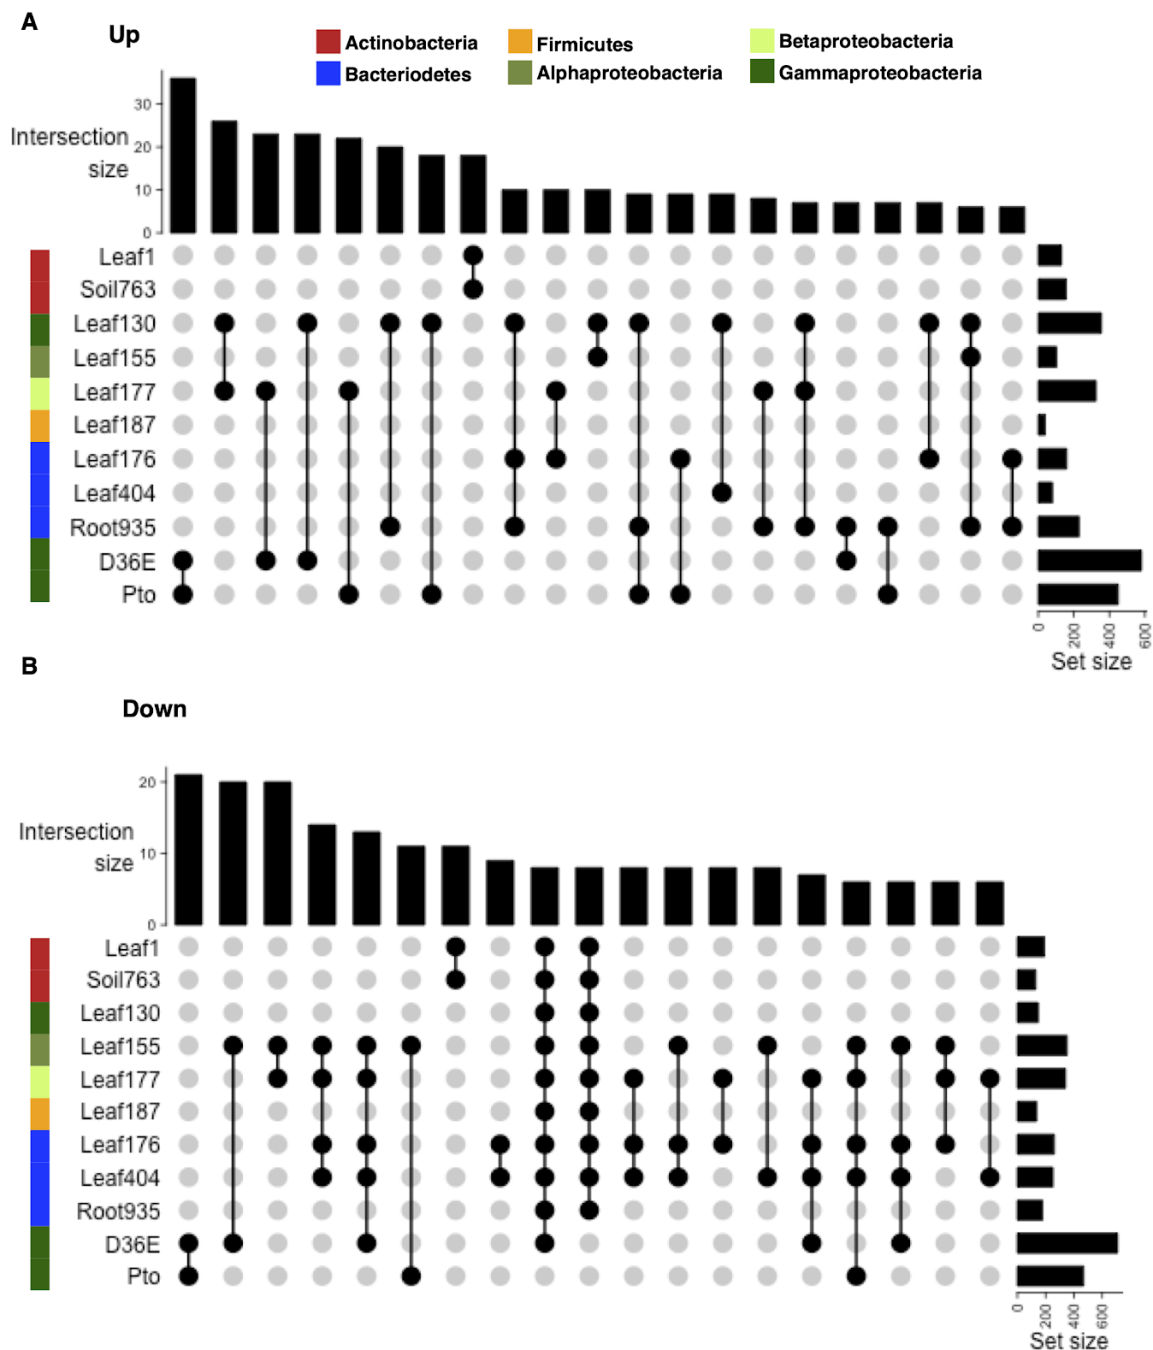 A
Up
Actinobacteria
Firmicutes
Betaproteobacteria
Bacteriodetes
Alphaproteobacteria
Gammaproteobacteria
Intersection
size
30
20
10
0
Leaf1
Soil763
Leaf130
Leaf155
Leaf177
Leaf187
Leaf176
Leaf404
Root935
D36E
Pto
0 200 400 600
Set size
B
Down
Intersection
size
20
10
0
Leaf1
Soil763
Leaf130
Leaf155
Leaf177
Leaf187
Leaf176
Leaf404
Root935
D36E
Pto
0 200 400 600
Set size